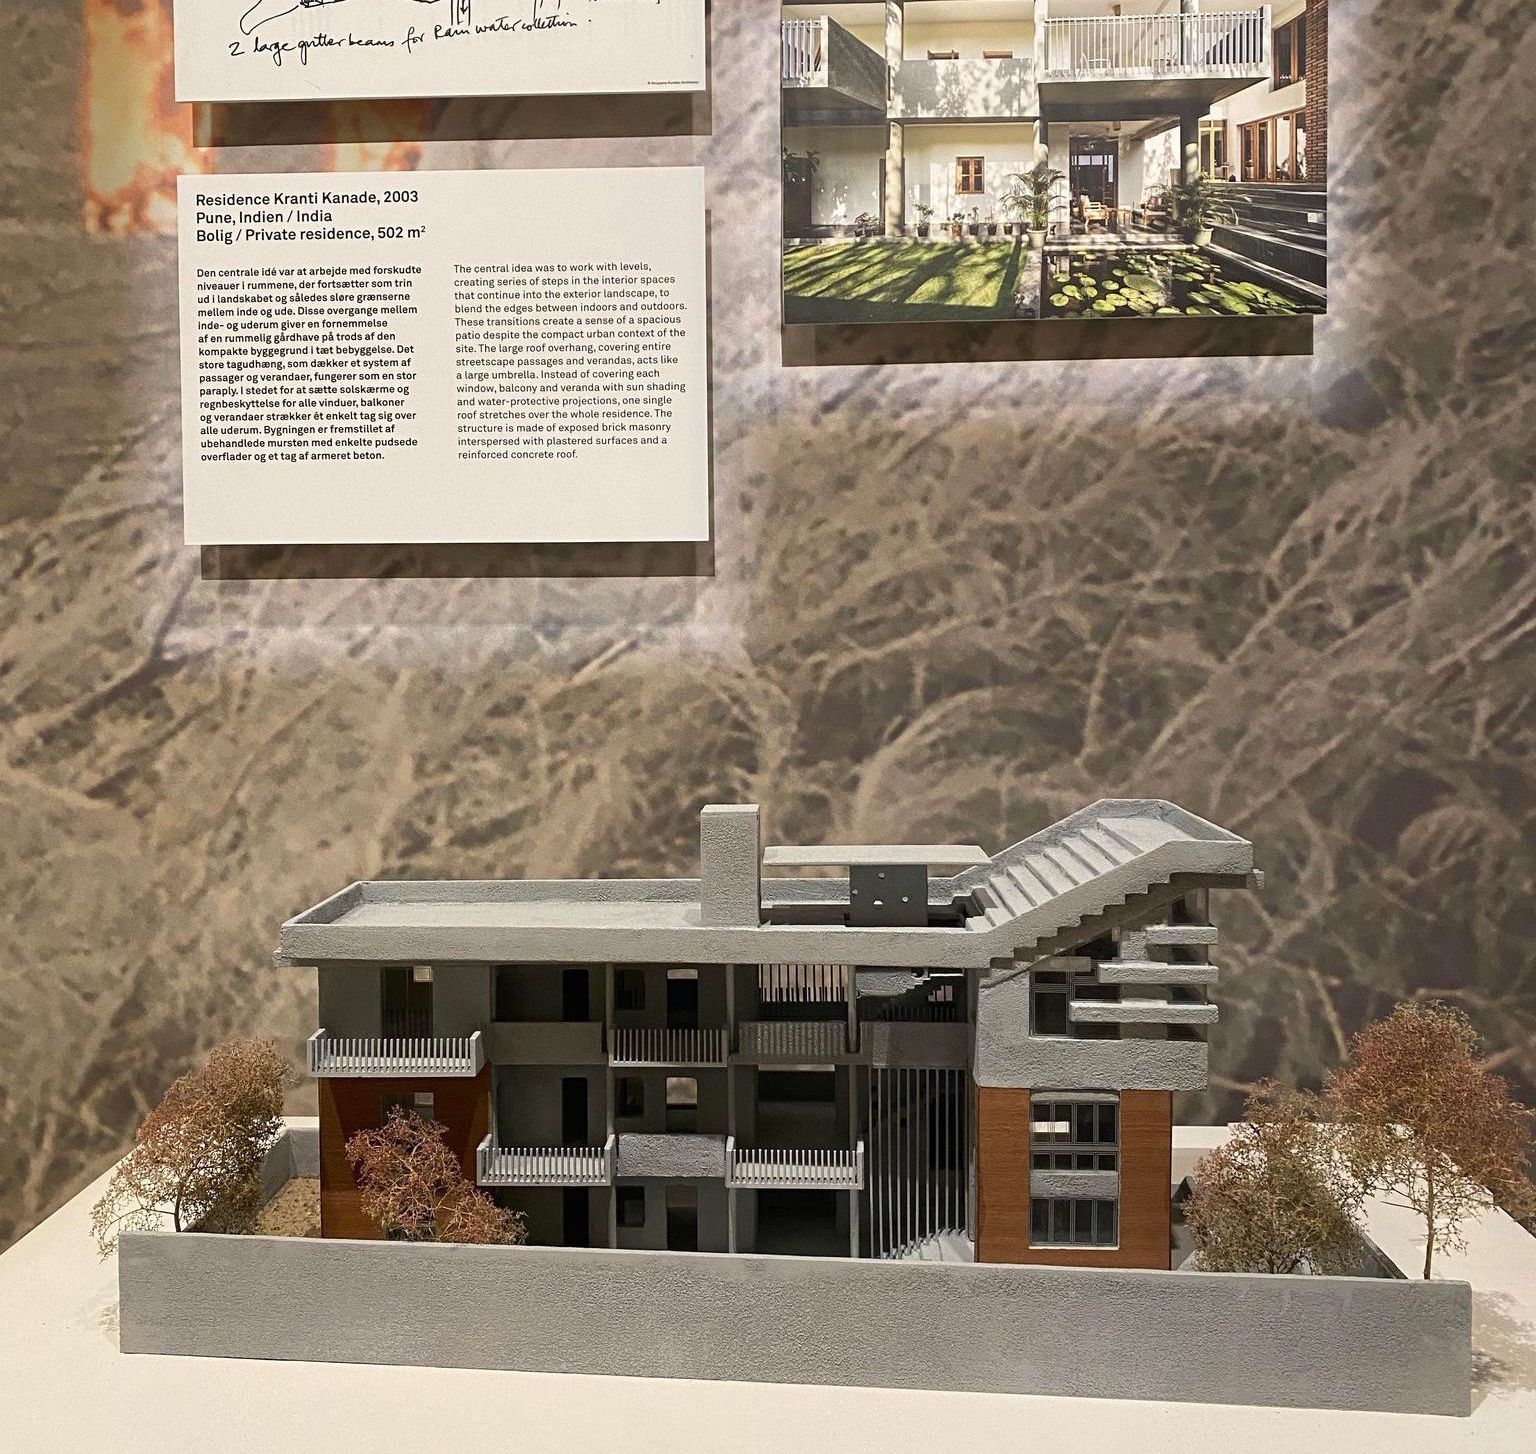 2 large gutter beams for Rain water collection.
© Anupama Kundoo Architects
Residence Kranti Kanade, 2003
Pune, Indien / India
Bolig / Private residence, 502 m²
Den centrale idé var at arbejde med forskudte
niveauer i rummene, der fortsætter som trin
ud i landskabet og således sløre grænserne
mellem inde og ude. Disse overgange mellem
inde- og uderum giver en fornemmelse
af en rummelig gårdhave på trods af den
kompakte byggegrund i tæt bebyggelse. Det
store tagudhæng, som dækker et system af
passager og verandaer, fungerer som en stor
paraply. I stedet for at sætte solskærme og
regnbeskyttelse for alle vinduer, balkoner
og verandaer strækker ét enkelt tag sig over
alle uderum. Bygningen er fremstillet af
ubehandlede mursten med enkelte pudsede
overflader og et tag af armeret beton.
The central idea was to work with levels,
creating series of steps in the interior spaces
that continue into the exterior landscape, to
blend the edges between indoors and outdoors.
These transitions create a sense of a spacious
patio despite the compact urban context of the
site. The large roof overhang, covering entire
streetscape passages and verandas, acts like
a large umbrella. Instead of covering each
window, balcony and veranda with sun shading
and water-protective projections, one single
roof stretches over the whole residence. The
structure is made of exposed brick masonry
interspersed with plastered surfaces and a
reinforced concrete roof.